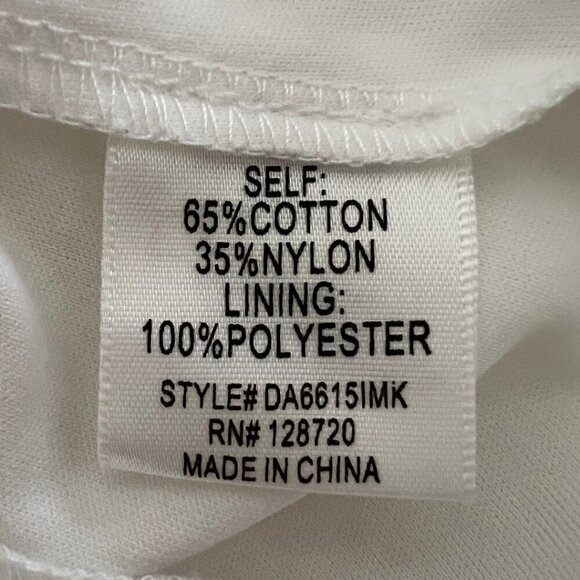 SELF:
65%COTTON
35%NYLON
LINING:
100%POLYESTER
STYLE# DA6615IMK
RN# 128720
MADE IN CHINA